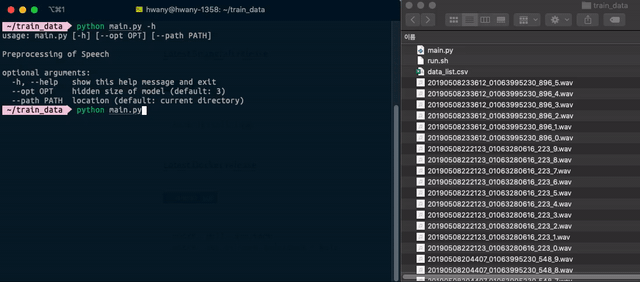 ⌥⌘1
hwany@hwany-1358: ~/train_data
~/train_data python main.py -h
usage: main.py [-h] [--opt OPT] [--path PATH]
Preprocessing of Speech
optional arguments:
-h, --help show this help message and exit
--opt OPT hidden size of model (default: 3)
--path PATH location (default: current directory)
~/train_data python main.py
train_data
이름
main.py
run.sh
data_list.csv
20190508233612_01063995230_896_5.wav
20190508233612_01063995230_896_4.wav
20190508233612_01063995230_896_3.wav
20190508233612_01063995230_896_2.wav
20190508233612_01063995230_896_1.wav
20190508233612_01063995230_896_0.wav
20190508222123_01063280616_223_9.wav
20190508222123_01063280616_223_8.wav
20190508222123_01063280616_223_7.wav
20190508222123_01063280616_223_6.wav
20190508222123_01063280616_223_5.wav
20190508222123_01063280616_223_4.wav
20190508222123_01063280616_223_3.wav
20190508222123_01063280616_223_2.wav
20190508222123_01063280616_223_1.wav
20190508222123_01063280616_223_0.wav
20190508204407_01063995230_548_9.wav
20190508204407_01063995230_548_8.wav